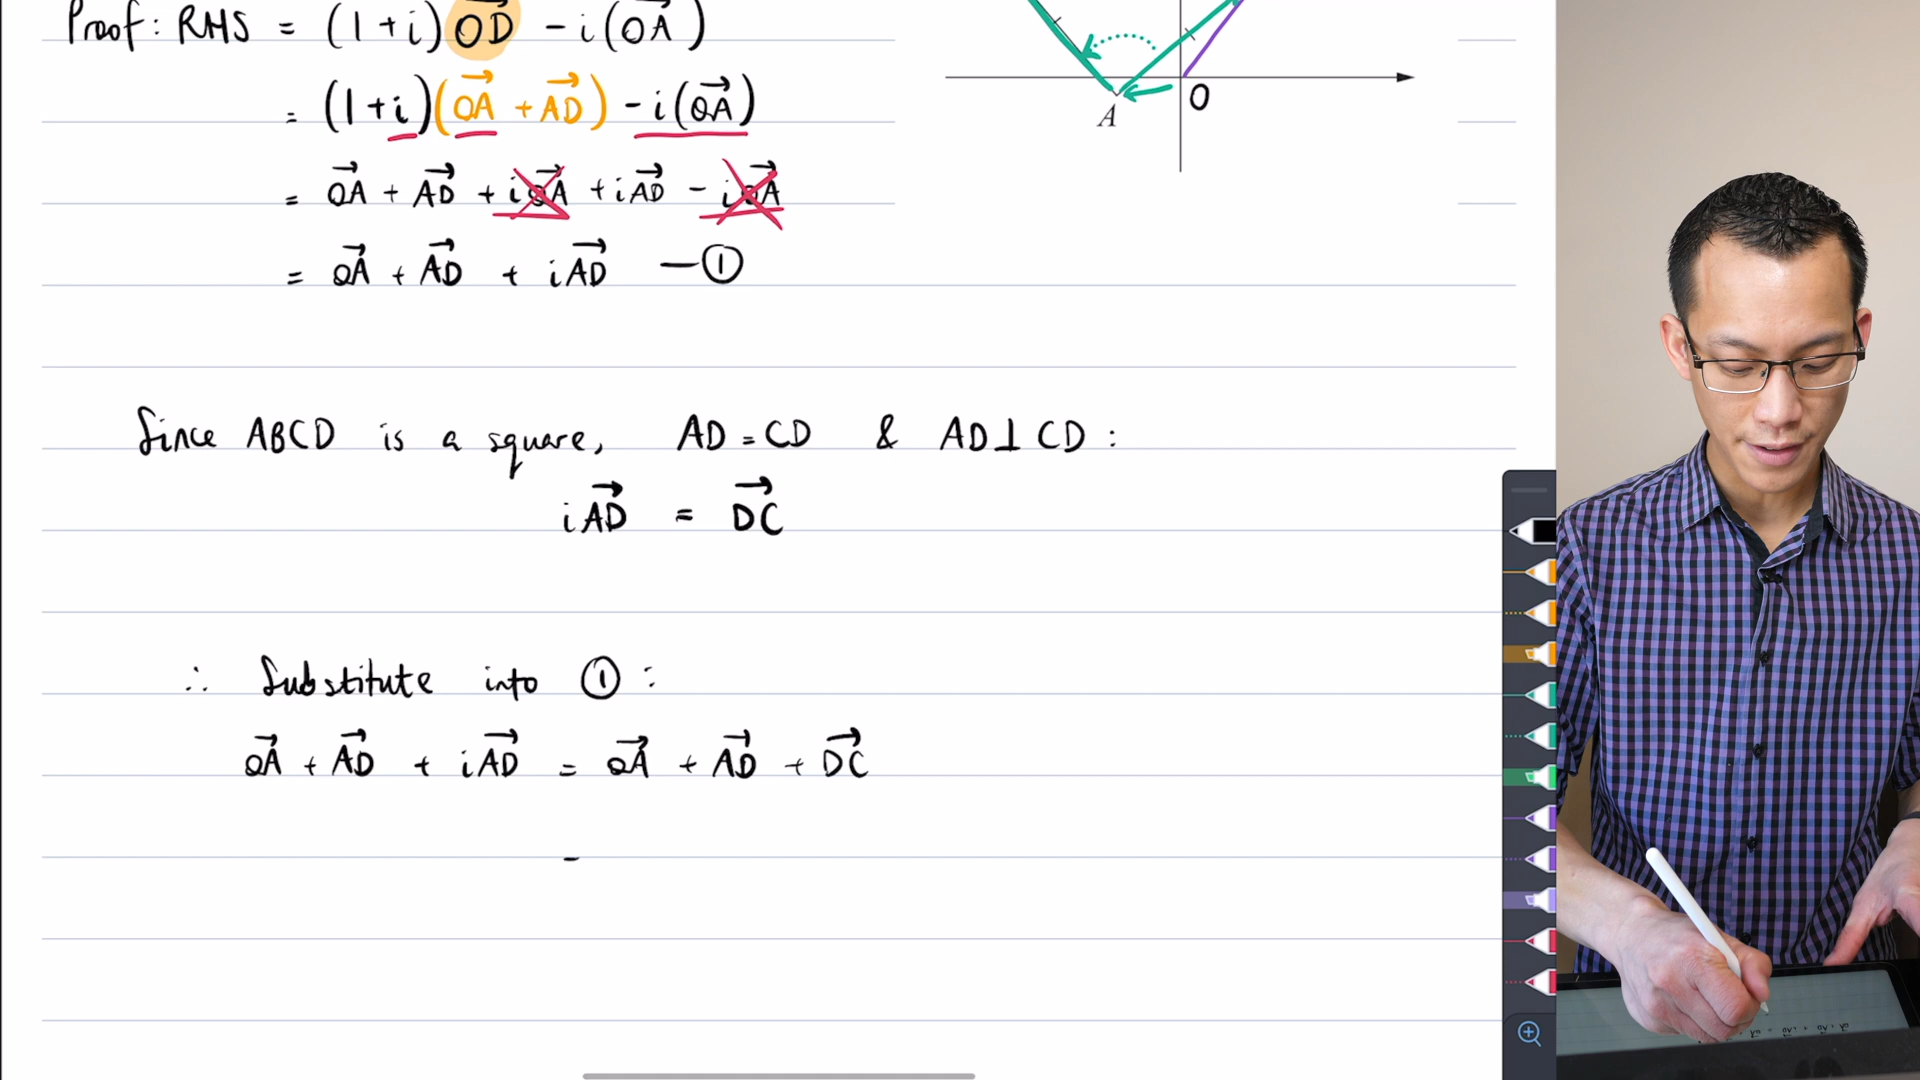 Proof: RHS = (1+i)OD⃗ - i(OA⃗)
= (1+i)(OA⃗ + AD⃗) - i(OA⃗)
= OA⃗ + AD⃗ + iOA⃗ + iAD⃗ - iOA⃗
= OA⃗ + AD⃗ + iAD⃗ —①
A
O
Since ABCD is a square, AD = CD & AD⊥CD :
iAD⃗ = DC⃗
∴ Substitute into ① :
OA⃗ + AD⃗ + iAD⃗ = OA⃗ + AD⃗ + DC⃗